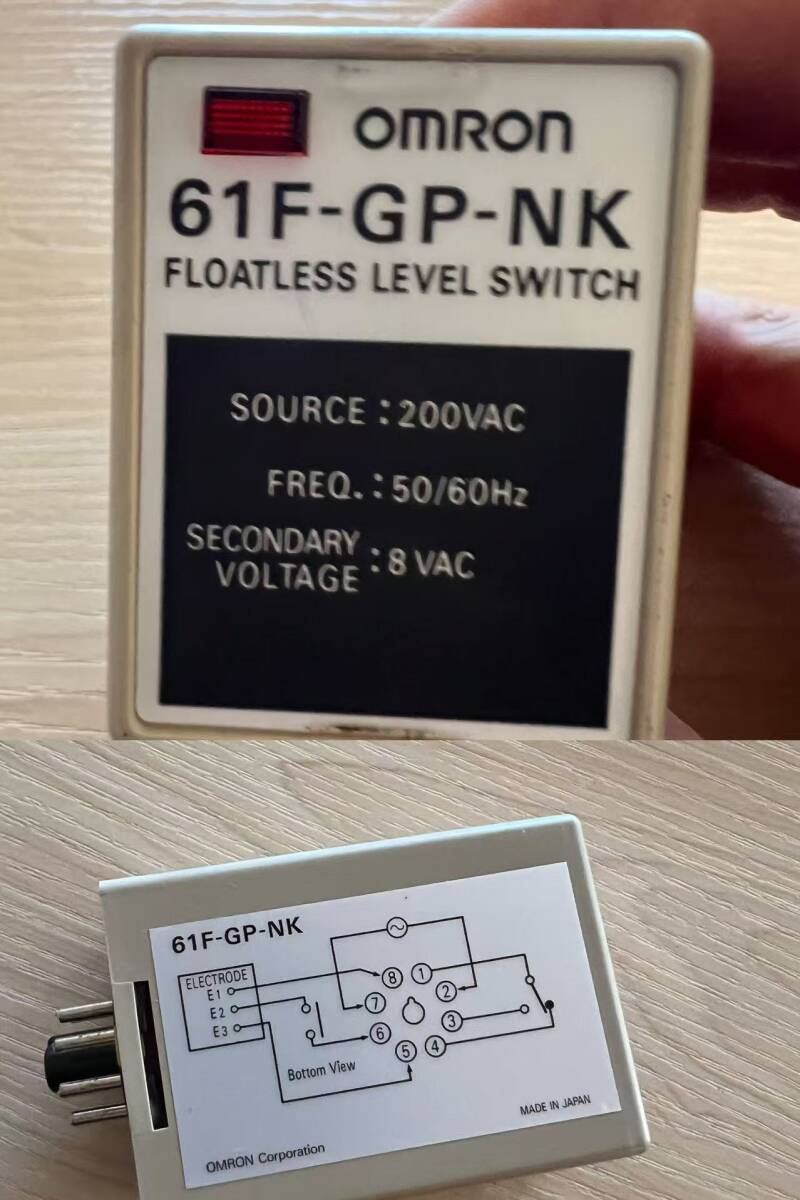 OMRON
61F-GP-NK
FLOATLESS LEVEL SWITCH
SOURCE : 200VAC
FREQ. : 50/60Hz
SECONDARY VOLTAGE : 8 VAC
61F-GP-NK
ELECTRODE
E1
E2
E3
8
1
7
2
6
3
5
4
Bottom View
MADE IN JAPAN
OMRON Corporation